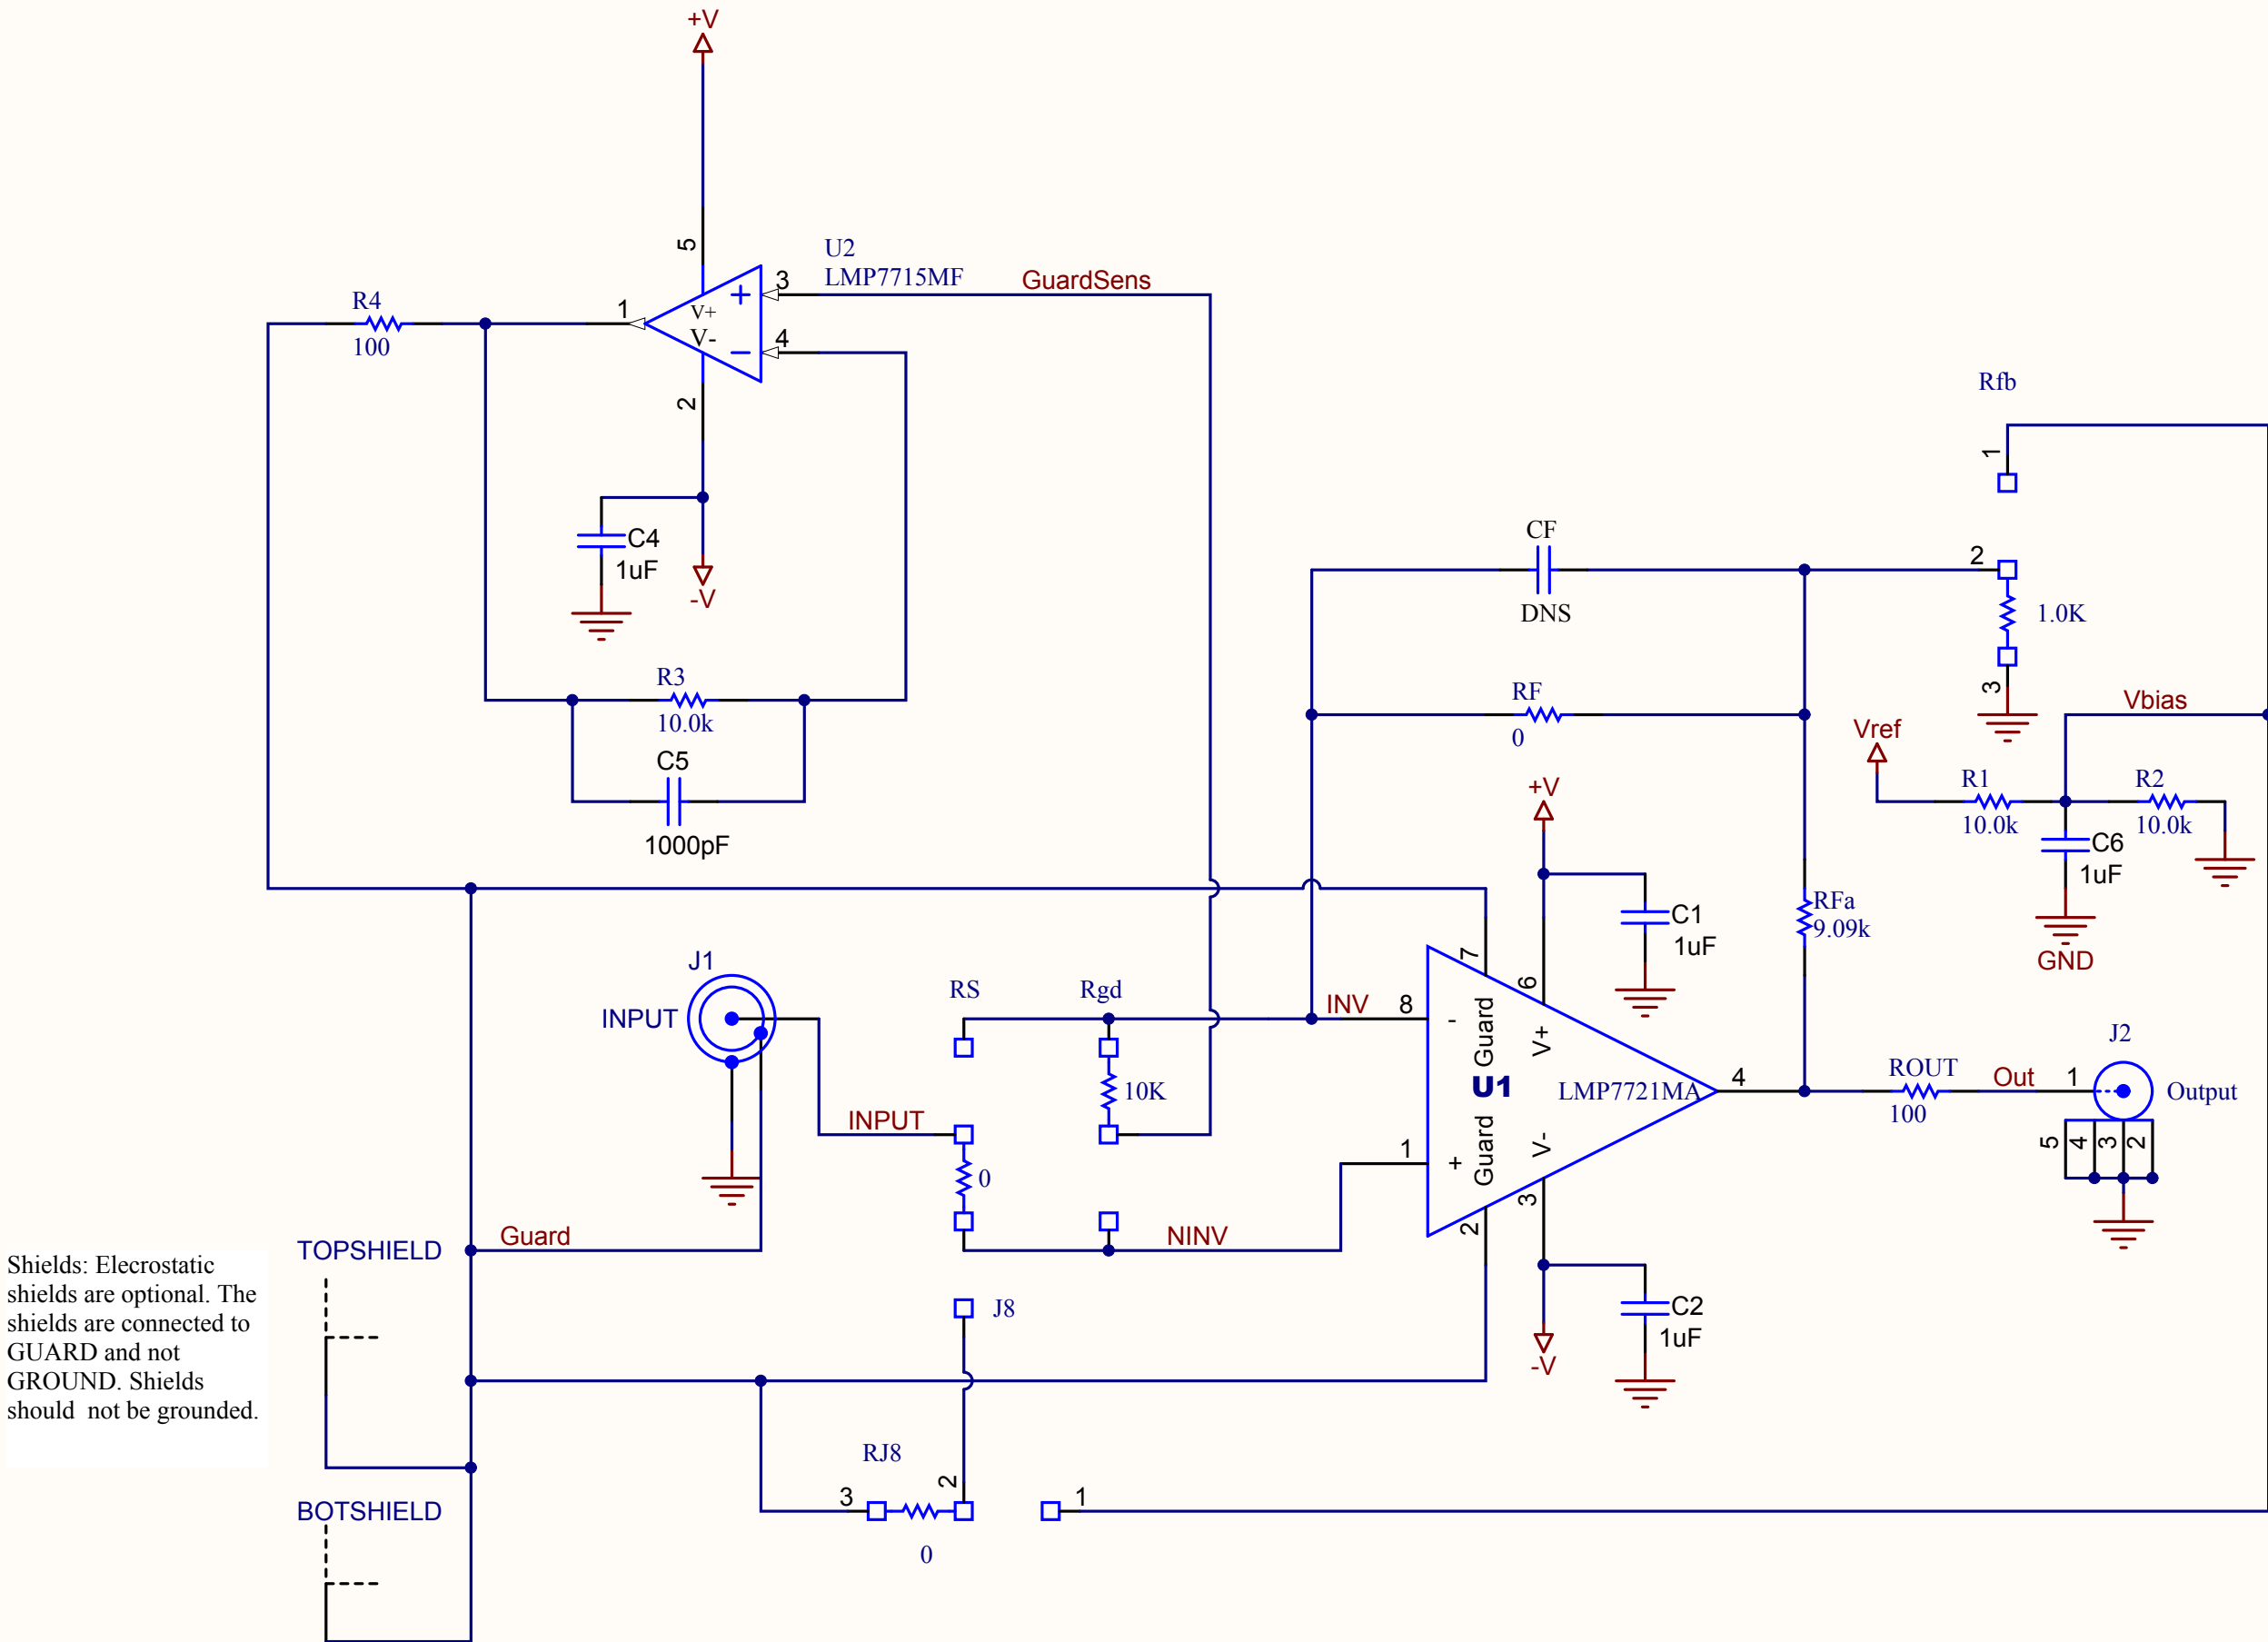 +V
5
U2
LMP7715MF
3
GuardSens
R4
100
1
+
V+
V-
−
4
2
Rfb
1
C4
1uF
-V
CF
DNS
2
1.0K
3
R3
10.0k
C5
1000pF
RF
0
Vbias
Vref
R1
10.0k
R2
10.0k
C6
1uF
GND
+V
C1
1uF
RFa
9.09k
J1
INPUT
RS
Rgd
INV
8
-
7
Guard
6
V+
U1
LMP7721MA
4
ROUT
100
Out
1
J2
Output
5
4
3
2
10K
INPUT
0
NINV
1
+
Guard
2
V-
3
Guard
TOPSHIELD
Shields: Elecrostatic
shields are optional. The
shields are connected to
GUARD and not
GROUND. Shields
should not be grounded.
J8
C2
1uF
-V
RJ8
3
2
1
0
BOTSHIELD